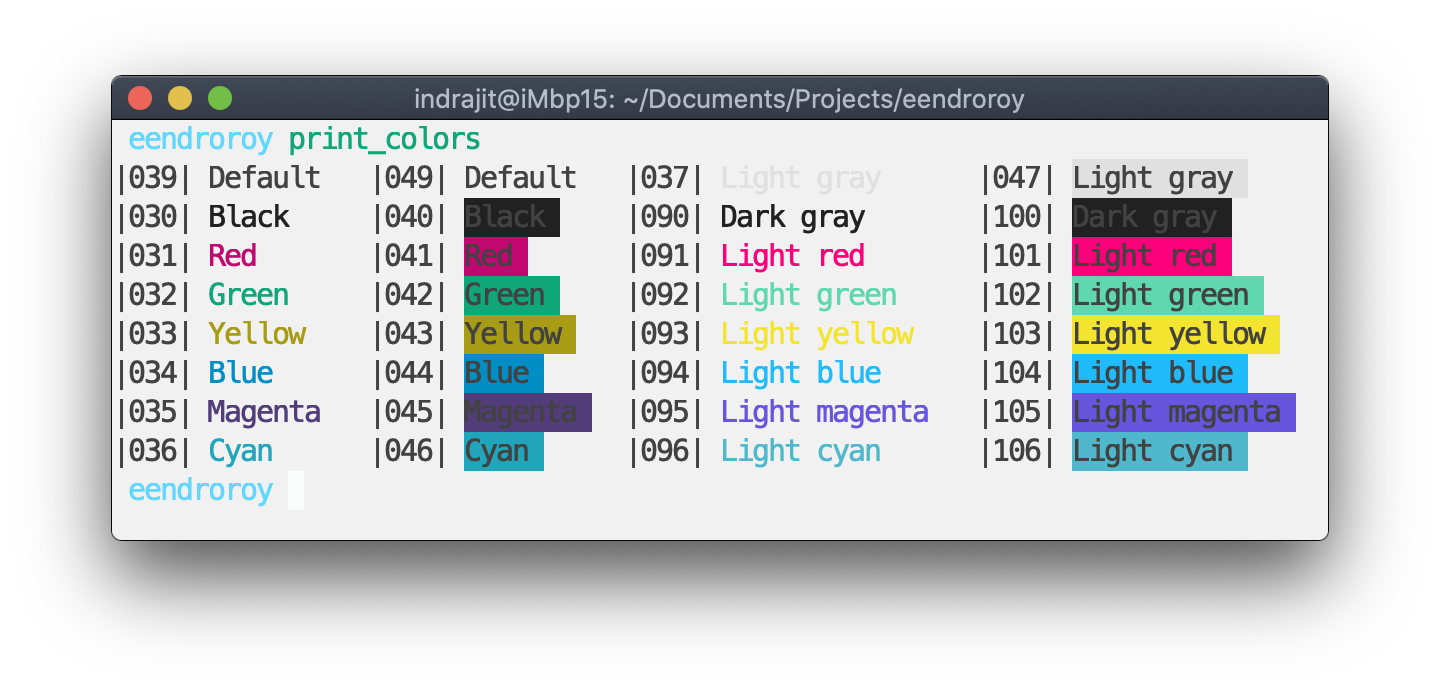 indrajit@iMbp15: ~/Documents/Projects/eendroroy
eendroroy print_colors
|039| Default |049| Default |037| Light gray |047| Light gray
|030| Black |040| Black |090| Dark gray |100| Dark gray
|031| Red |041| Red |091| Light red |101| Light red
|032| Green |042| Green |092| Light green |102| Light green
|033| Yellow |043| Yellow |093| Light yellow |103| Light yellow
|034| Blue |044| Blue |094| Light blue |104| Light blue
|035| Magenta |045| Magenta |095| Light magenta |105| Light magenta
|036| Cyan |046| Cyan |096| Light cyan |106| Light cyan
eendroroy